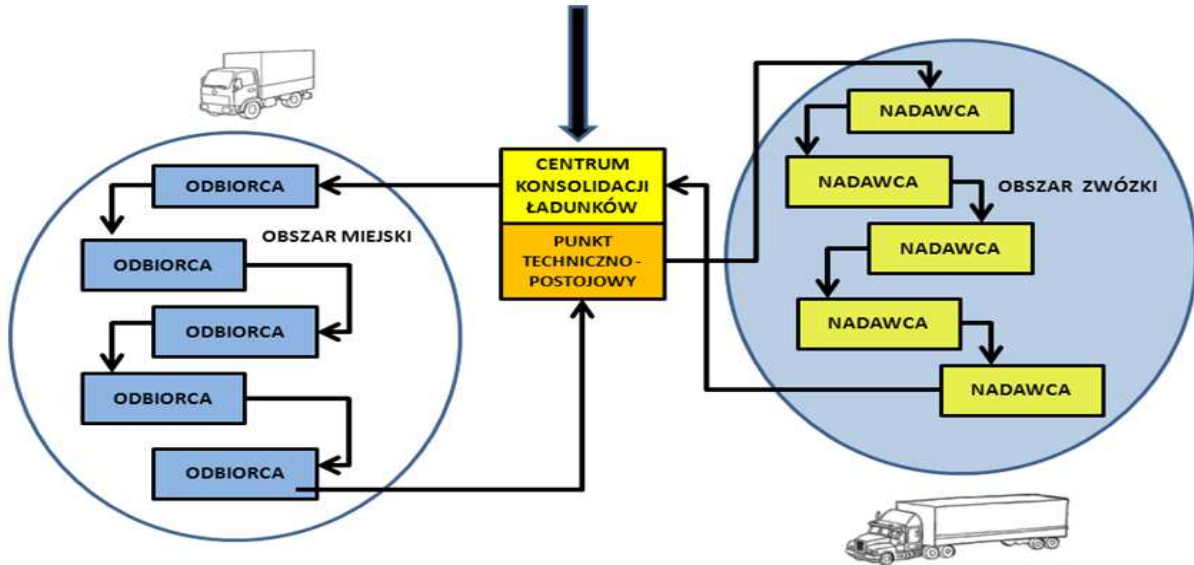 ODBIORCA
OBSZAR MIEJSKI
ODBIORCA
ODBIORCA
ODBIORCA
ODBIORCA
CENTRUM
KONSOLIDACJI
ŁADUNKÓW
PUNKT
TECHNICZNO-
POSTOJOWY
NADAWCA
NADAWCA
OBSZAR ZWÓZKI
NADAWCA
NADAWCA
NADAWCA